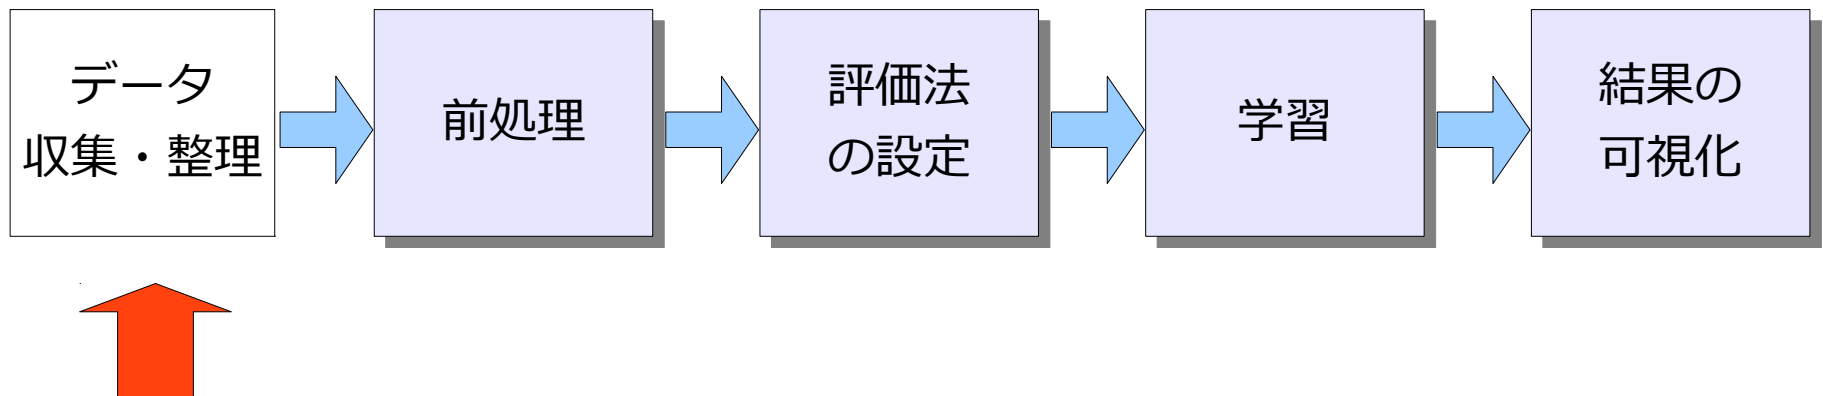 データ
収集・整理
前処理
評価法
の設定
学習
結果の
可視化